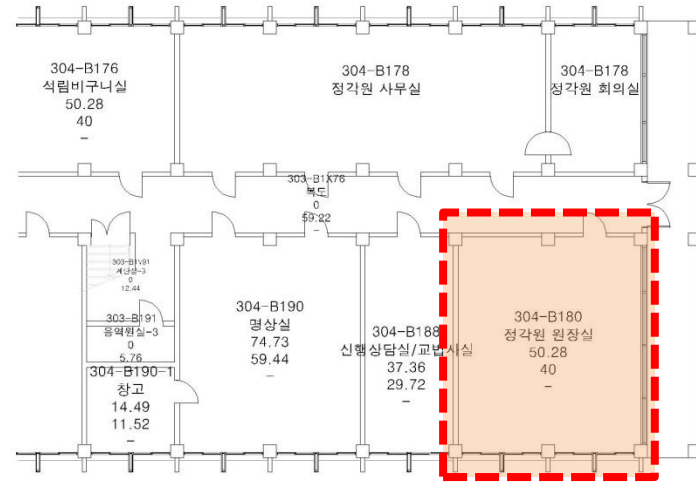 304-B176
석림비구니실
50.28
40
-
304-B178
정각원 사무실
304-B178
정각원 회의실
303-B1X76
복도
0
59.22
-
303-B1V91
계단실-3
0
12.44
303-B191
음역원실-3
0
5.76
304-B190-1
창고
14.49
11.52
-
304-B190
명상실
74.73
59.44
-
304-B188
신행상담실/교법사실
37.36
29.72
-
304-B180
정각원 원장실
50.28
40
-